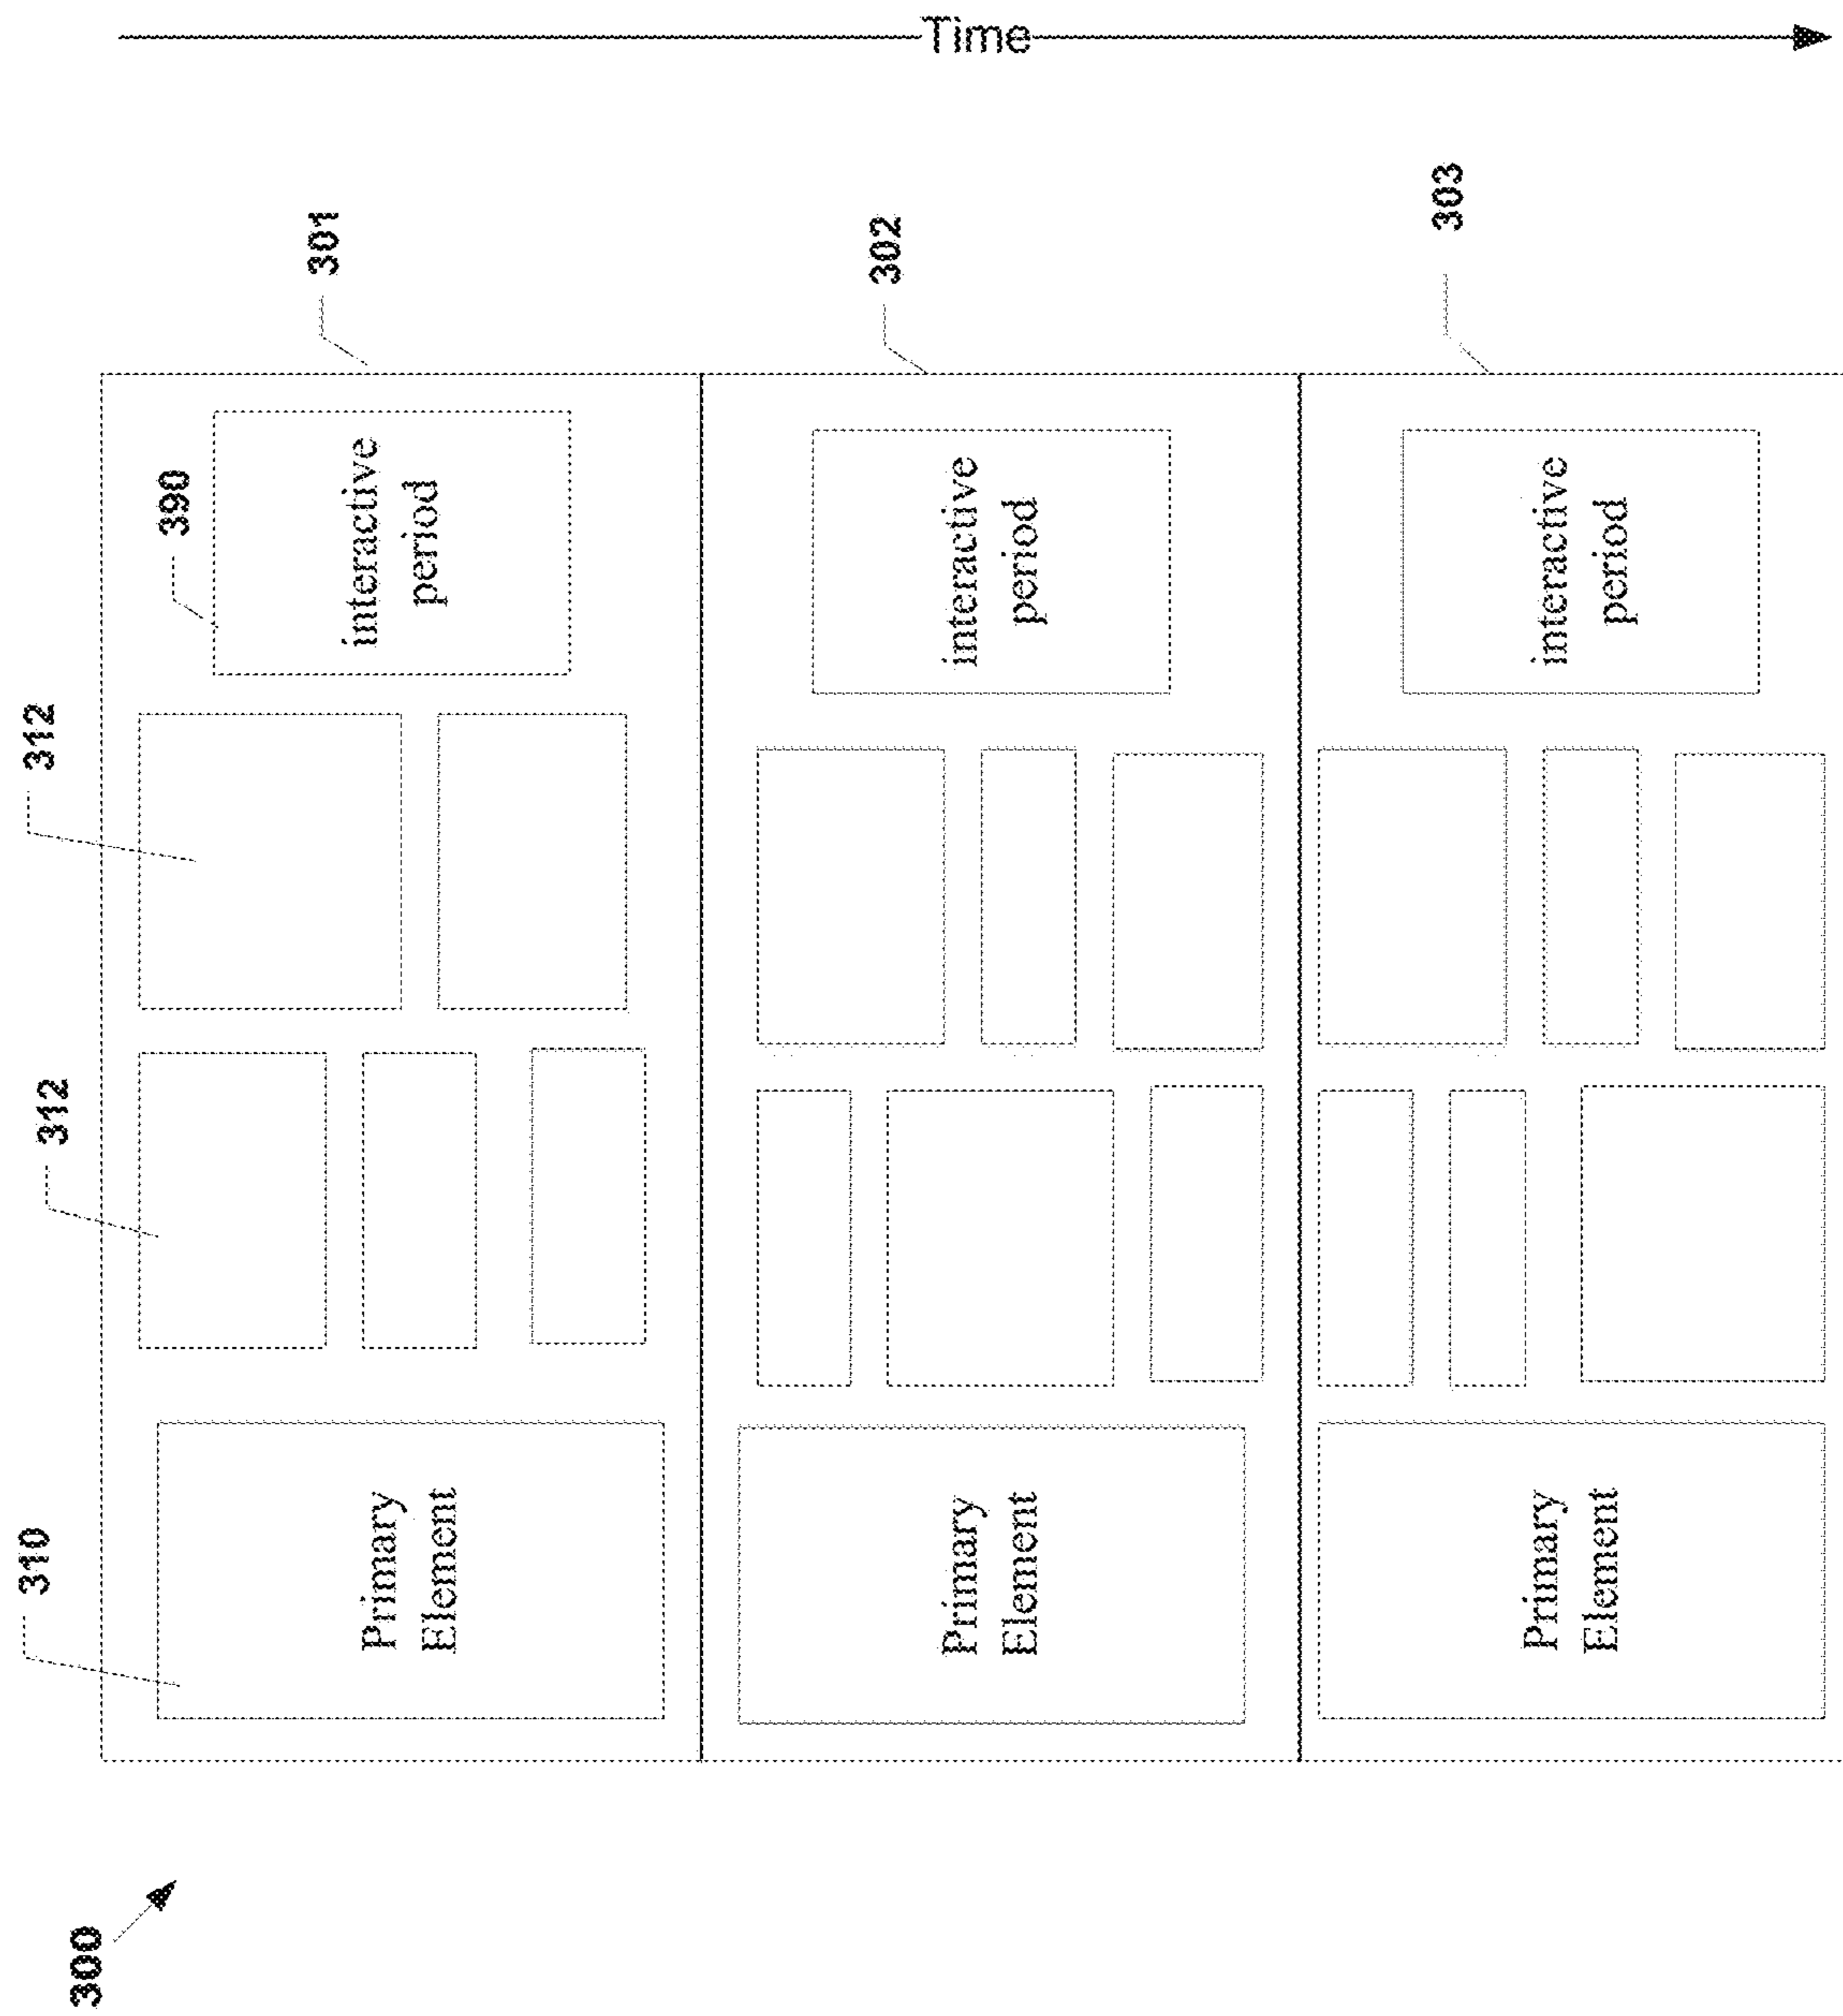 Time
300
301
302
303
310
312
312
390
Primary
Element
interactive
period
Primary
Element
interactive
period
Primary
Element
interactive
period